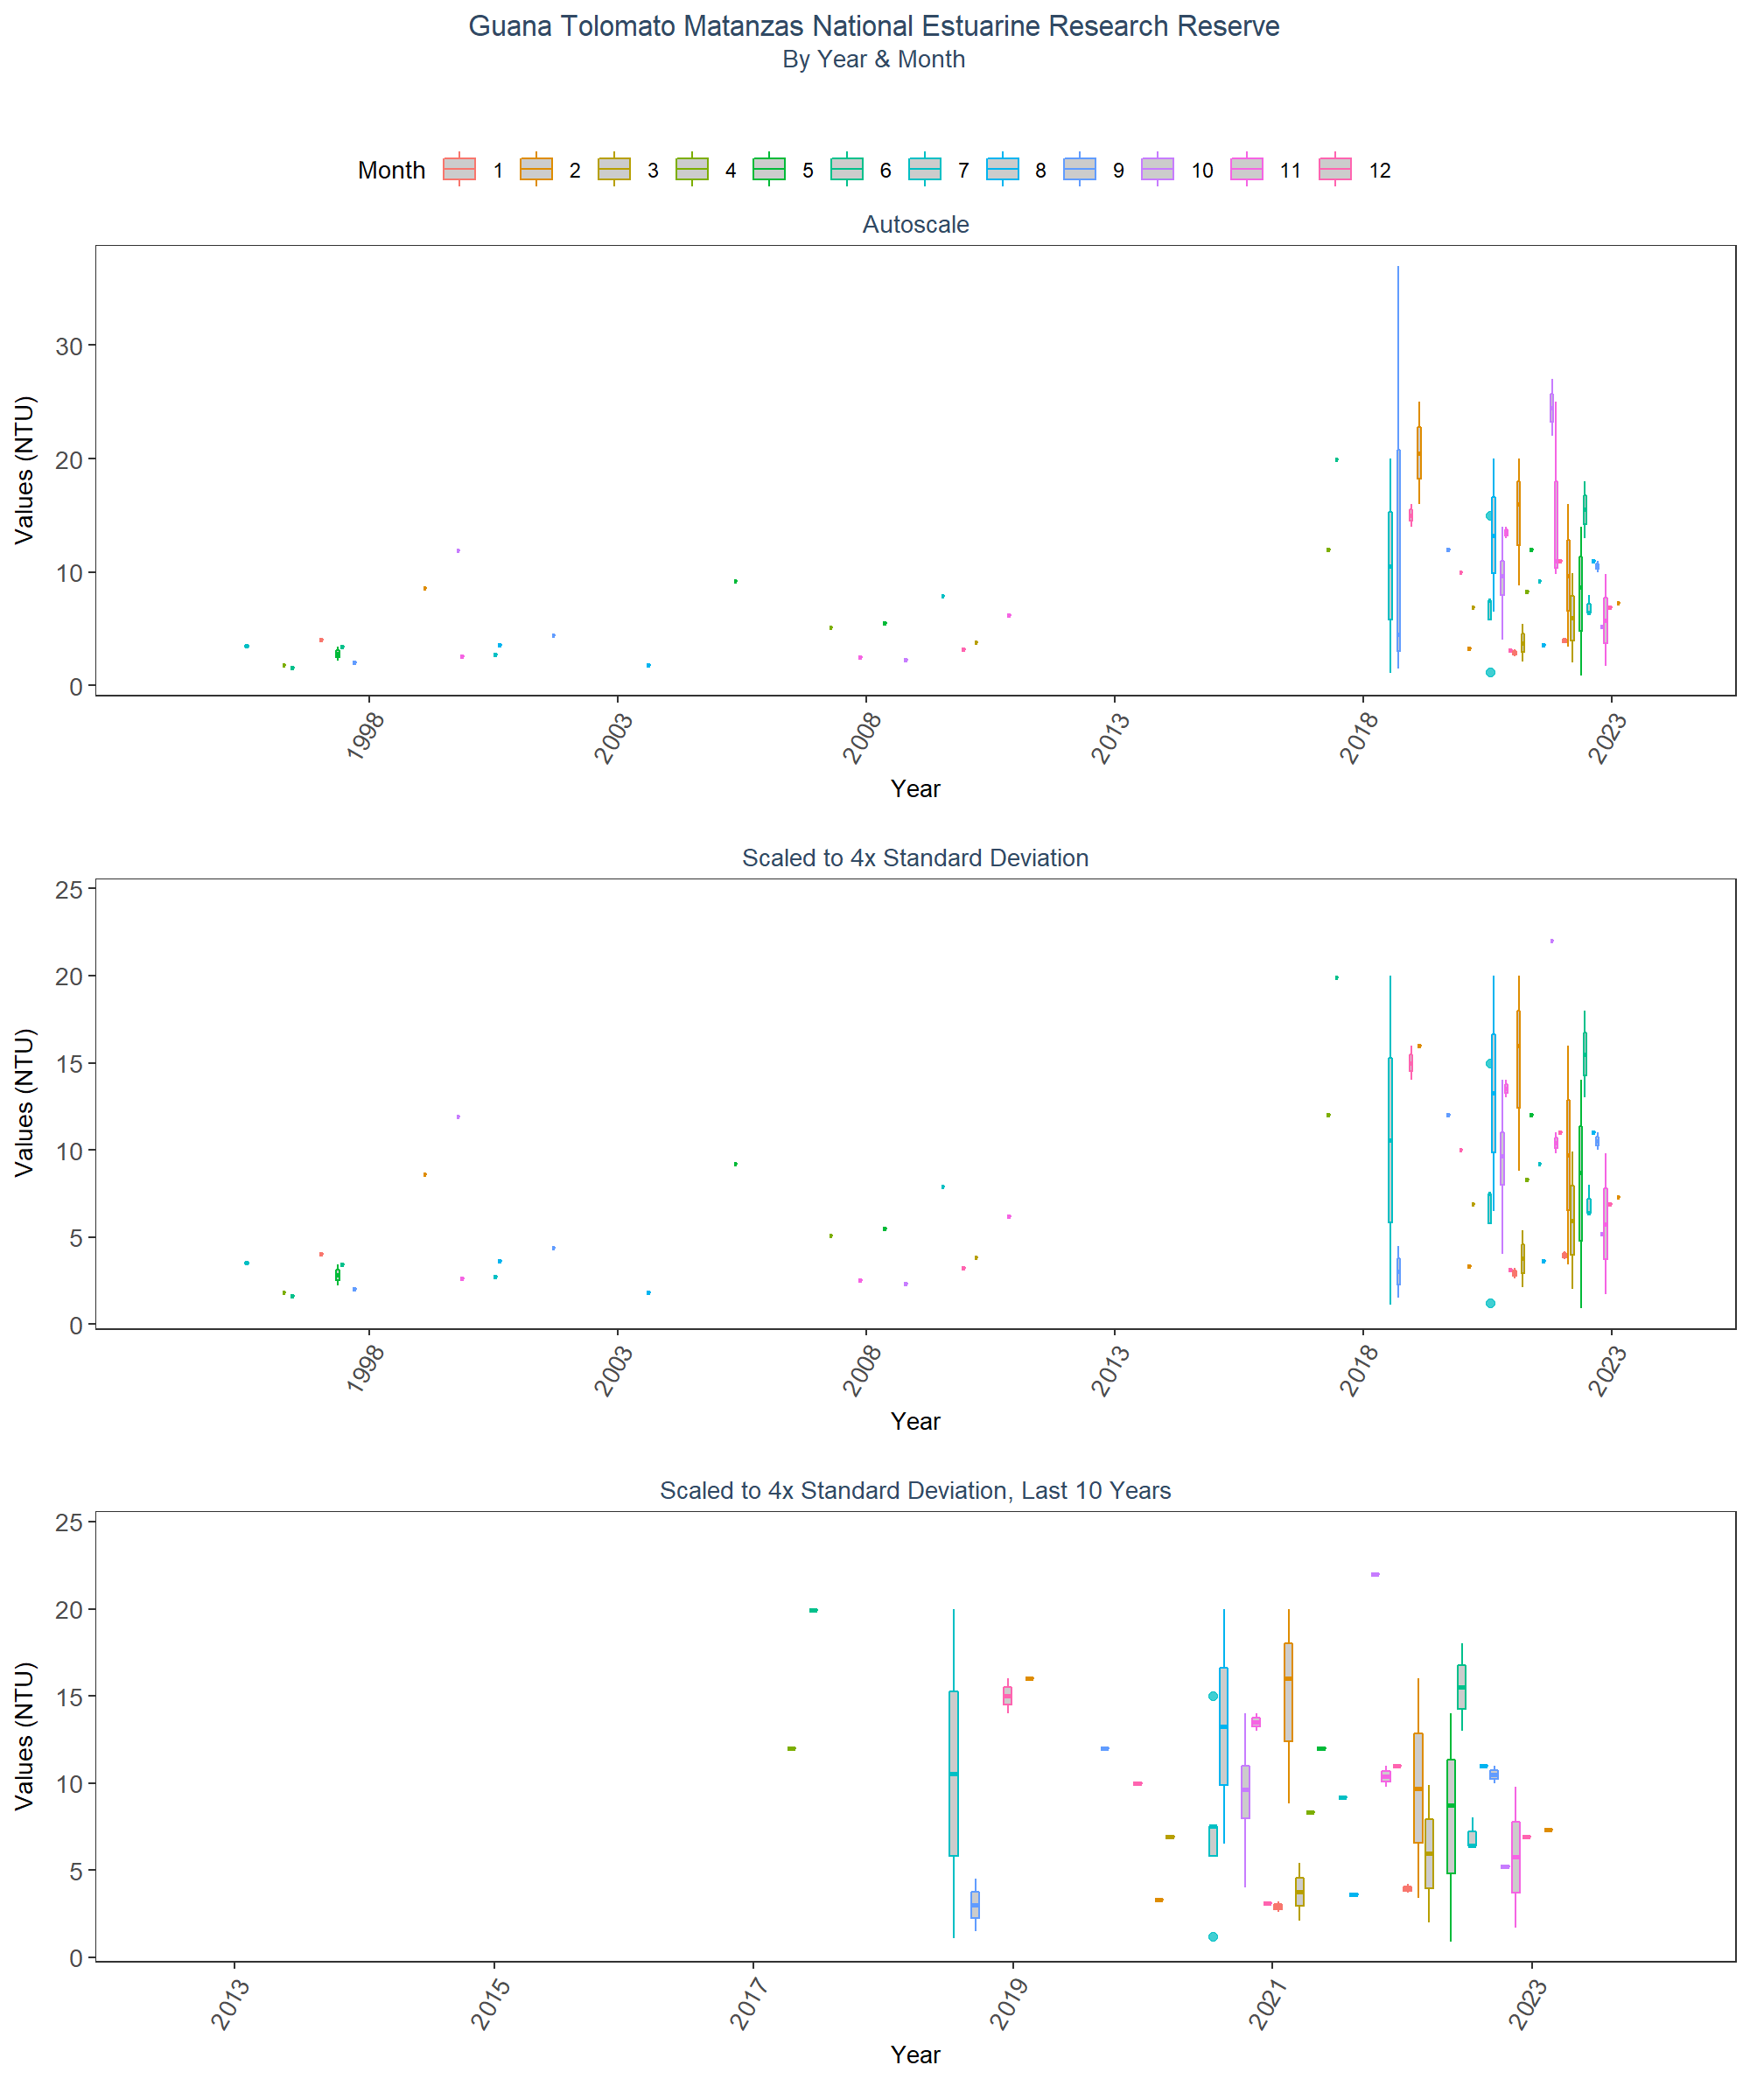 Guana Tolomato Matanzas National Estuarine Research Reserve
By Year & Month
Month 1 2 3 4 5 6 7 8 9 10 11 12
Autoscale
Values (NTU)
30
20
10
0
1998 2003 2008 2013 2018 2023
Year
Scaled to 4x Standard Deviation
Values (NTU)
25
20
15
10
5
0
1998 2003 2008 2013 2018 2023
Year
Scaled to 4x Standard Deviation, Last 10 Years
Values (NTU)
25
20
15
10
5
0
2013 2015 2017 2019 2021 2023
Year